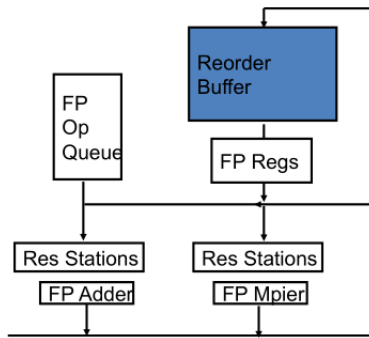 Reorder
Buffer
FP
Op
Queue
FP Regs
Res Stations
Res Stations
FP Adder
FP Mpier